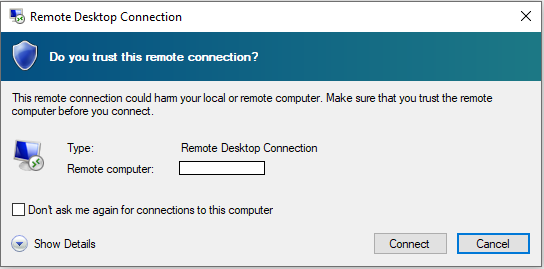 Remote Desktop Connection
Do you trust this remote connection?
This remote connection could harm your local or remote computer. Make sure that you trust the remote
computer before you connect.
Type: Remote Desktop Connection
Remote computer:
Don't ask me again for connections to this computer
Show Details Connect Cancel